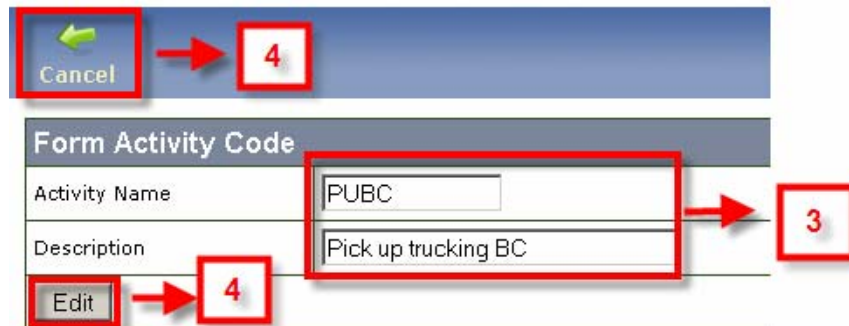 Cancel 4
Form Activity Code
Activity Name PUBC
3
Description Pick up trucking BC
Edit 4